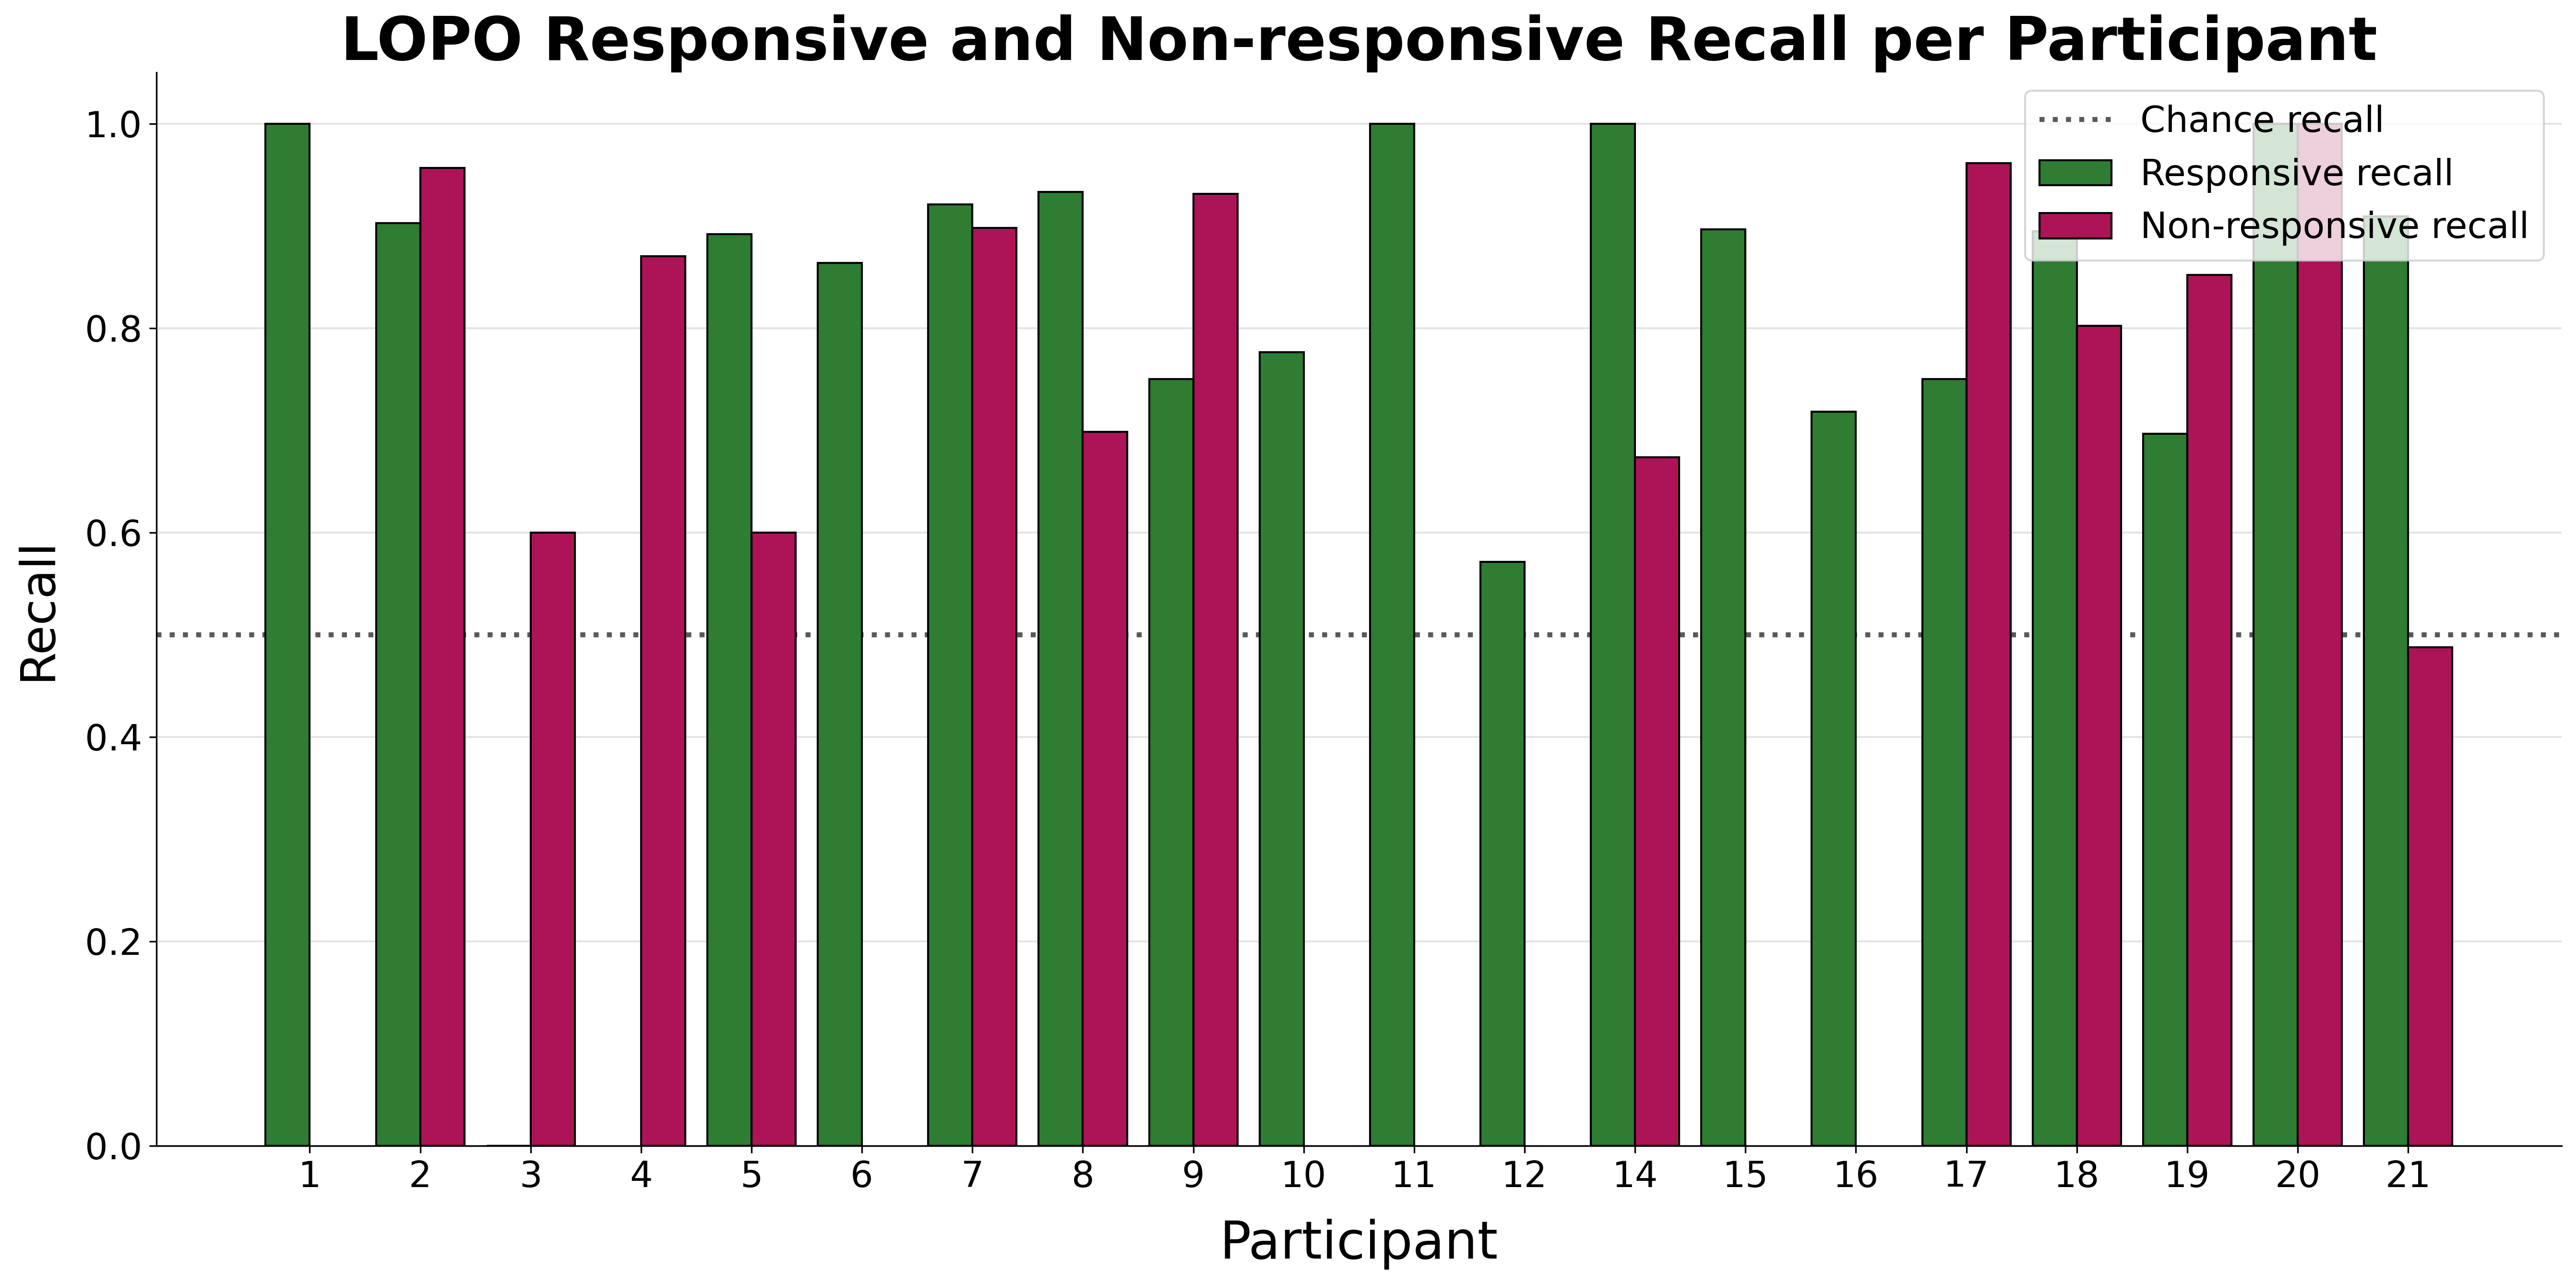 LOPO Responsive and Non-responsive Recall per Participant
Chance recall
Responsive recall
Non-responsive recall
1.0
0.8
0.6
0.4
0.2
0.0
Recall
1 2 3 4 5 6 7 8 9 10 11 12 14 15 16 17 18 19 20 21
Participant